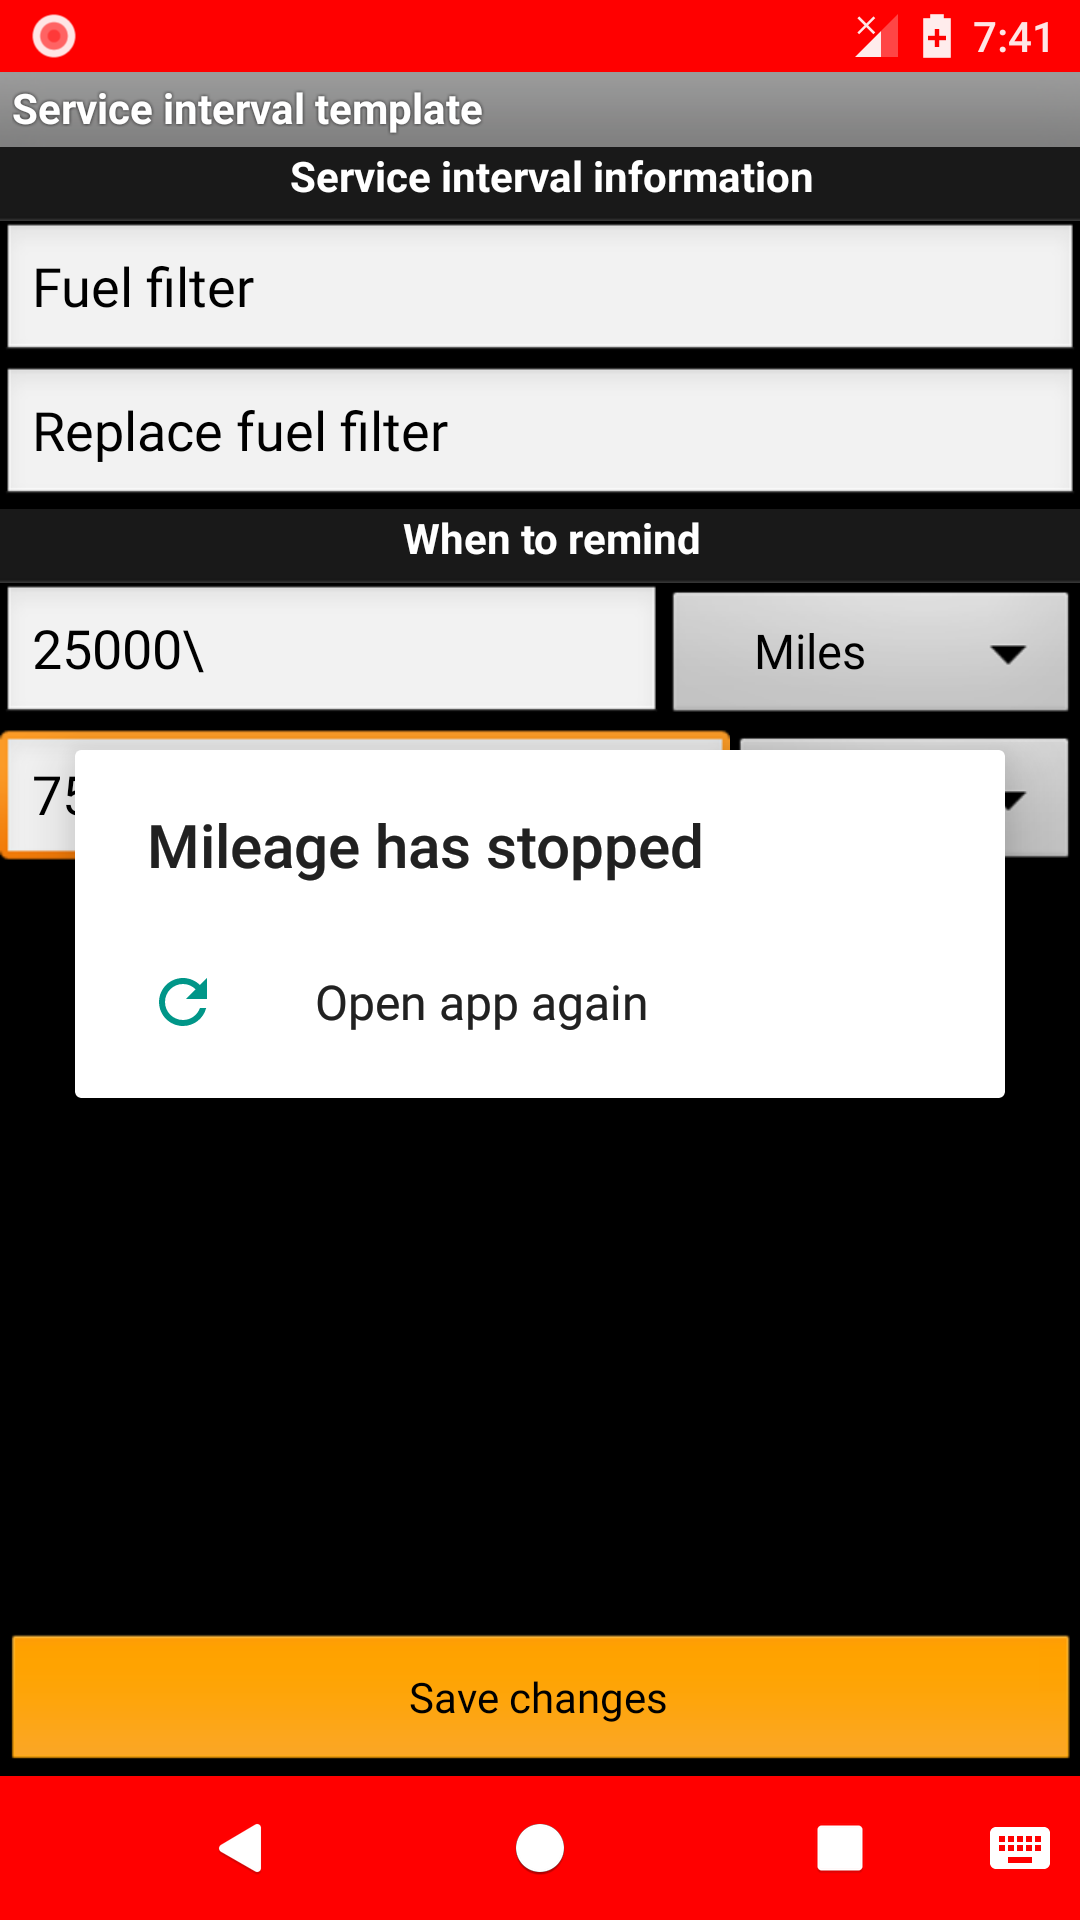 7:41
Service interval template
Service interval information
Fuel filter
Replace fuel filter
When to remind
25000\
Miles
Mileage has stopped
Open app again
Save changes